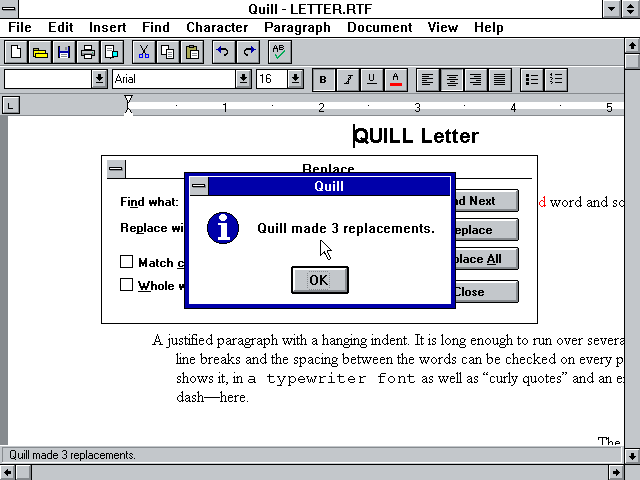 Quill - LETTER.RTF
File Edit Insert Find Character Paragraph Document View Help
Arial 16 B I U A
L 1 2 3 4 5
QUILL Letter
Replace
Find what:
Find Next
d word and so
Replace wi
Replace
Match c
Replace All
Whole w
Close
Quill
Quill made 3 replacements.
OK
A justified paragraph with a hanging indent. It is long enough to run over severa
line breaks and the spacing between the words can be checked on every p
shows it, in a typewriter font as well as “curly quotes” and an e
dash—here.
The
Quill made 3 replacements.